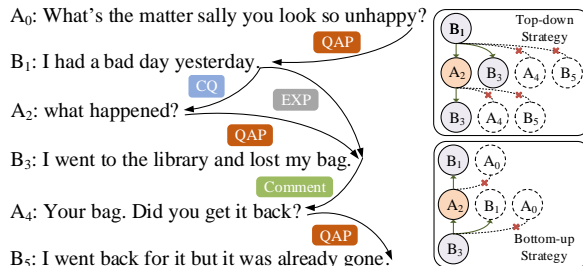 A0: What's the matter sally you look so unhappy?
QAP
B1: I had a bad day yesterday.
CQ
EXP
A2: what happened?
QAP
B3: I went to the library and lost my bag.
Comment
A4: Your bag. Did you get it back?
QAP
B5: I went back for it but it was already gone.
B1
Top-down
Strategy
A2 B3 A4 B5
B3 A4 B5
B1 A0
A2 B1 A0
B3
Bottom-up
Strategy